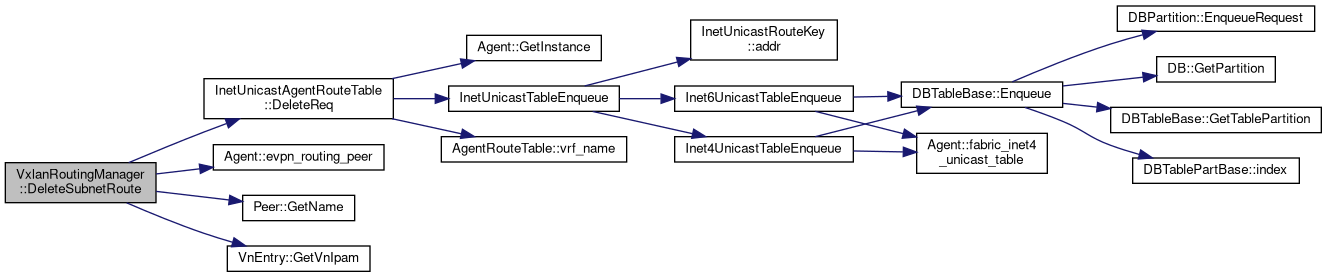 VxlanRoutingManager
::DeleteSubnetRoute
InetUnicastAgentRouteTable
::DeleteReq
Agent::evpn_routing_peer
Peer::GetName
VnEntry::GetVnIpam
Agent::GetInstance
InetUnicastTableEnqueue
AgentRouteTable::vrf_name
InetUnicastRouteKey
::addr
Inet6UnicastTableEnqueue
Inet4UnicastTableEnqueue
DBTableBase::Enqueue
Agent::fabric_inet4
_unicast_table
DBPartition::EnqueueRequest
DB::GetPartition
DBTableBase::GetTablePartition
DBTablePartBase::index